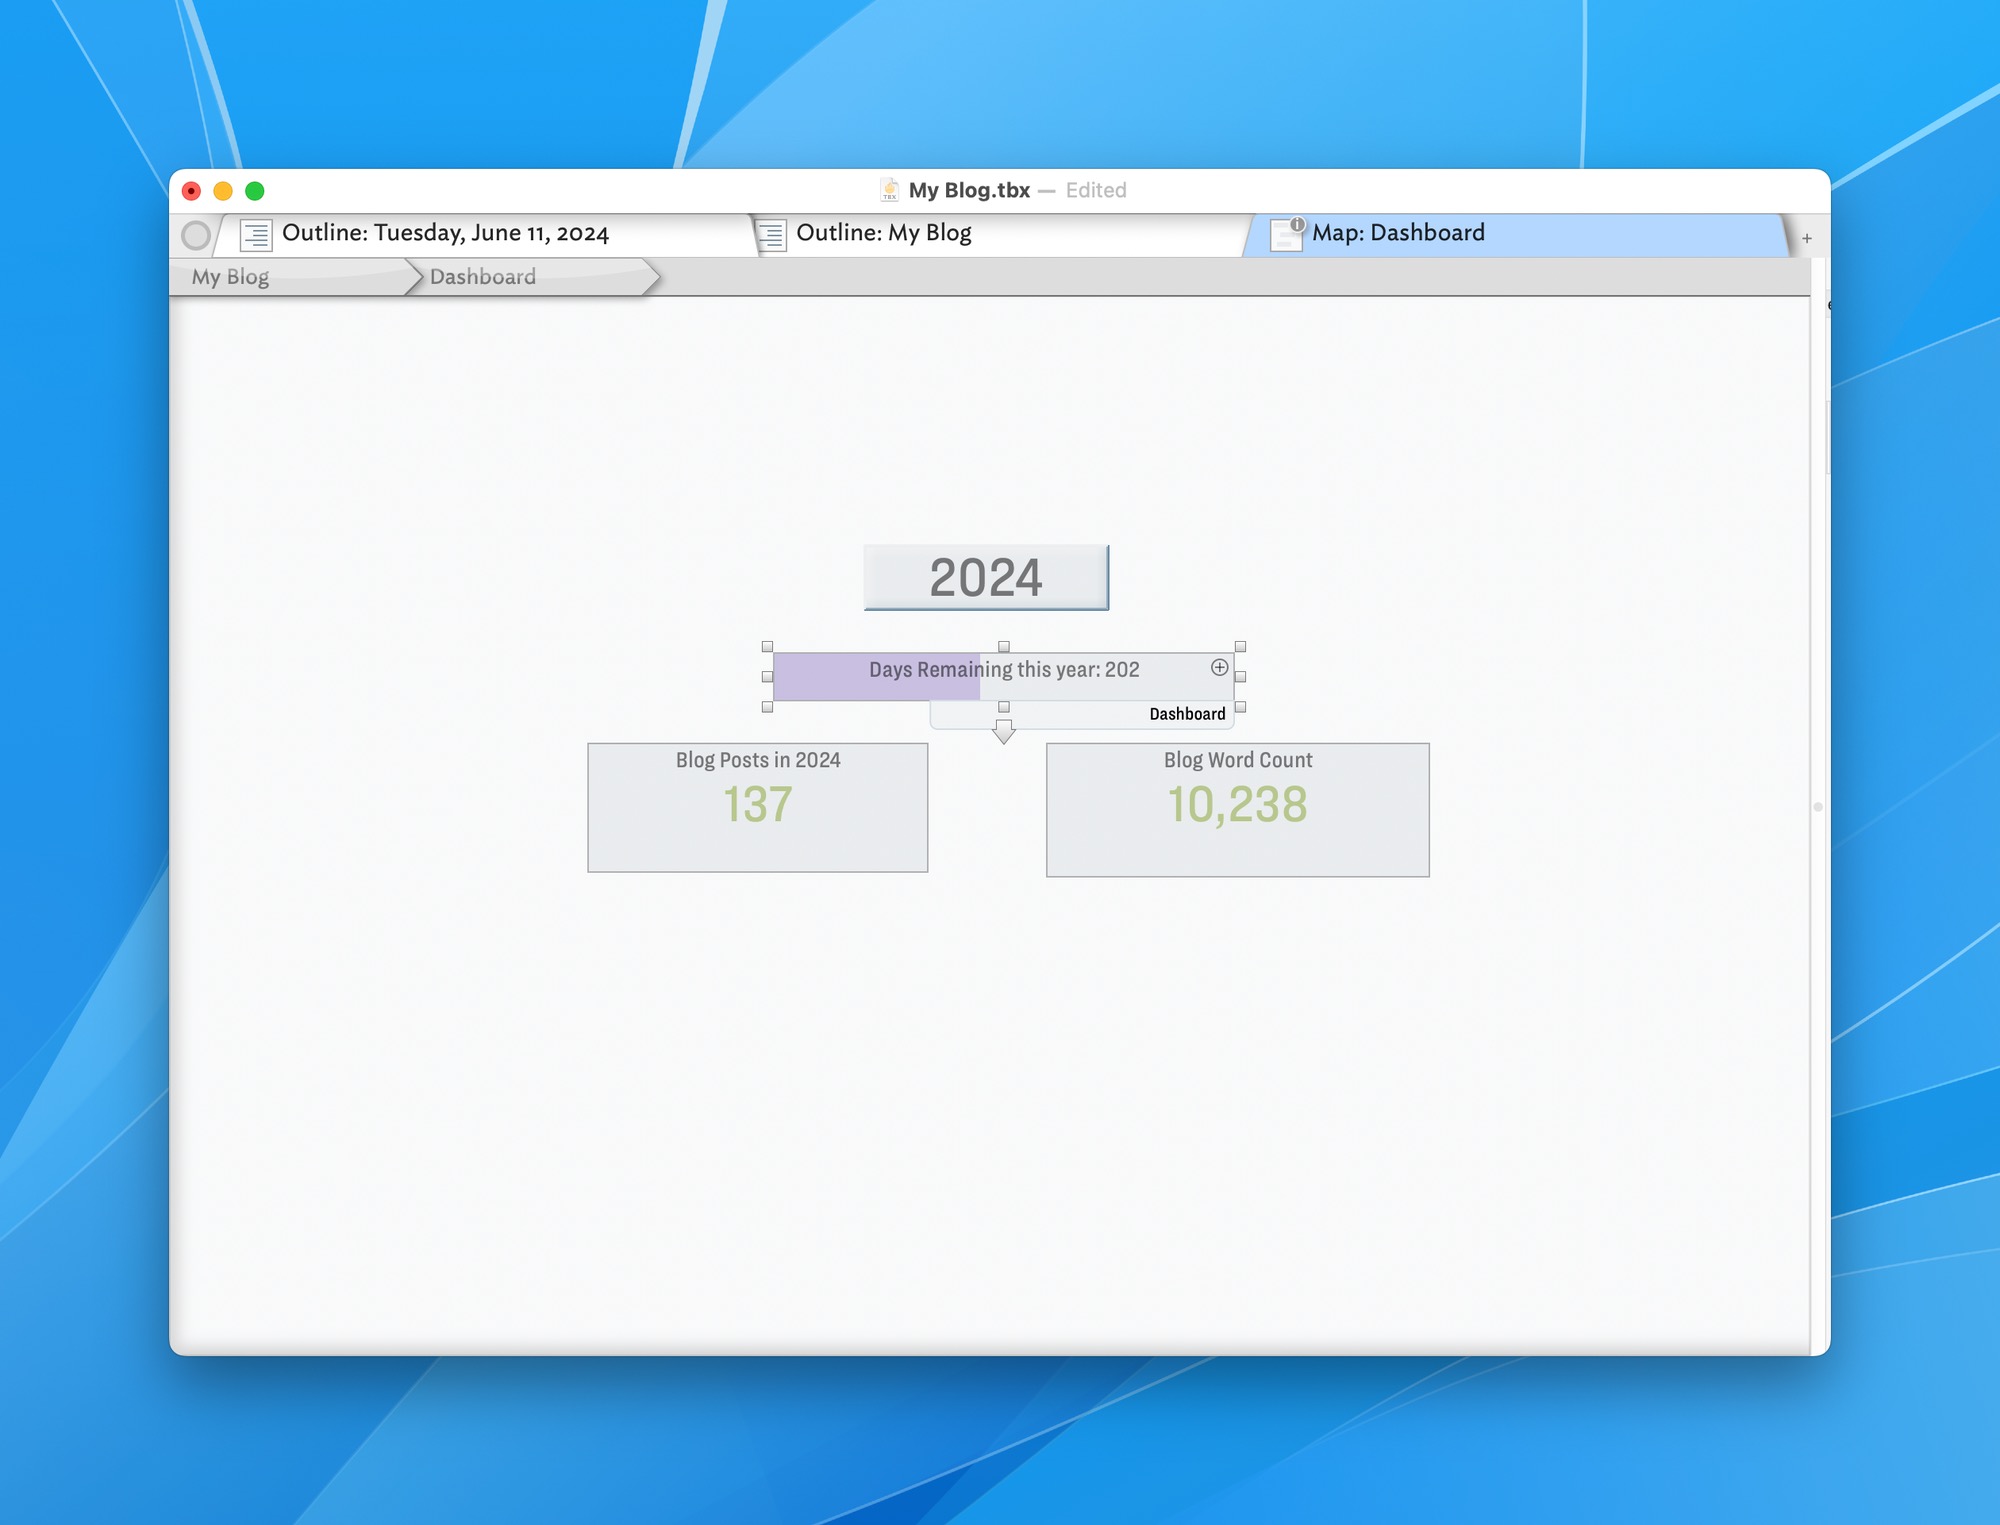 My Blog.tbx — Edited
Outline: Tuesday, June 11, 2024
Outline: My Blog
Map: Dashboard
+
My Blog
Dashboard
2024
Days Remaining this year: 202
Dashboard
Blog Posts in 2024
137
Blog Word Count
10,238